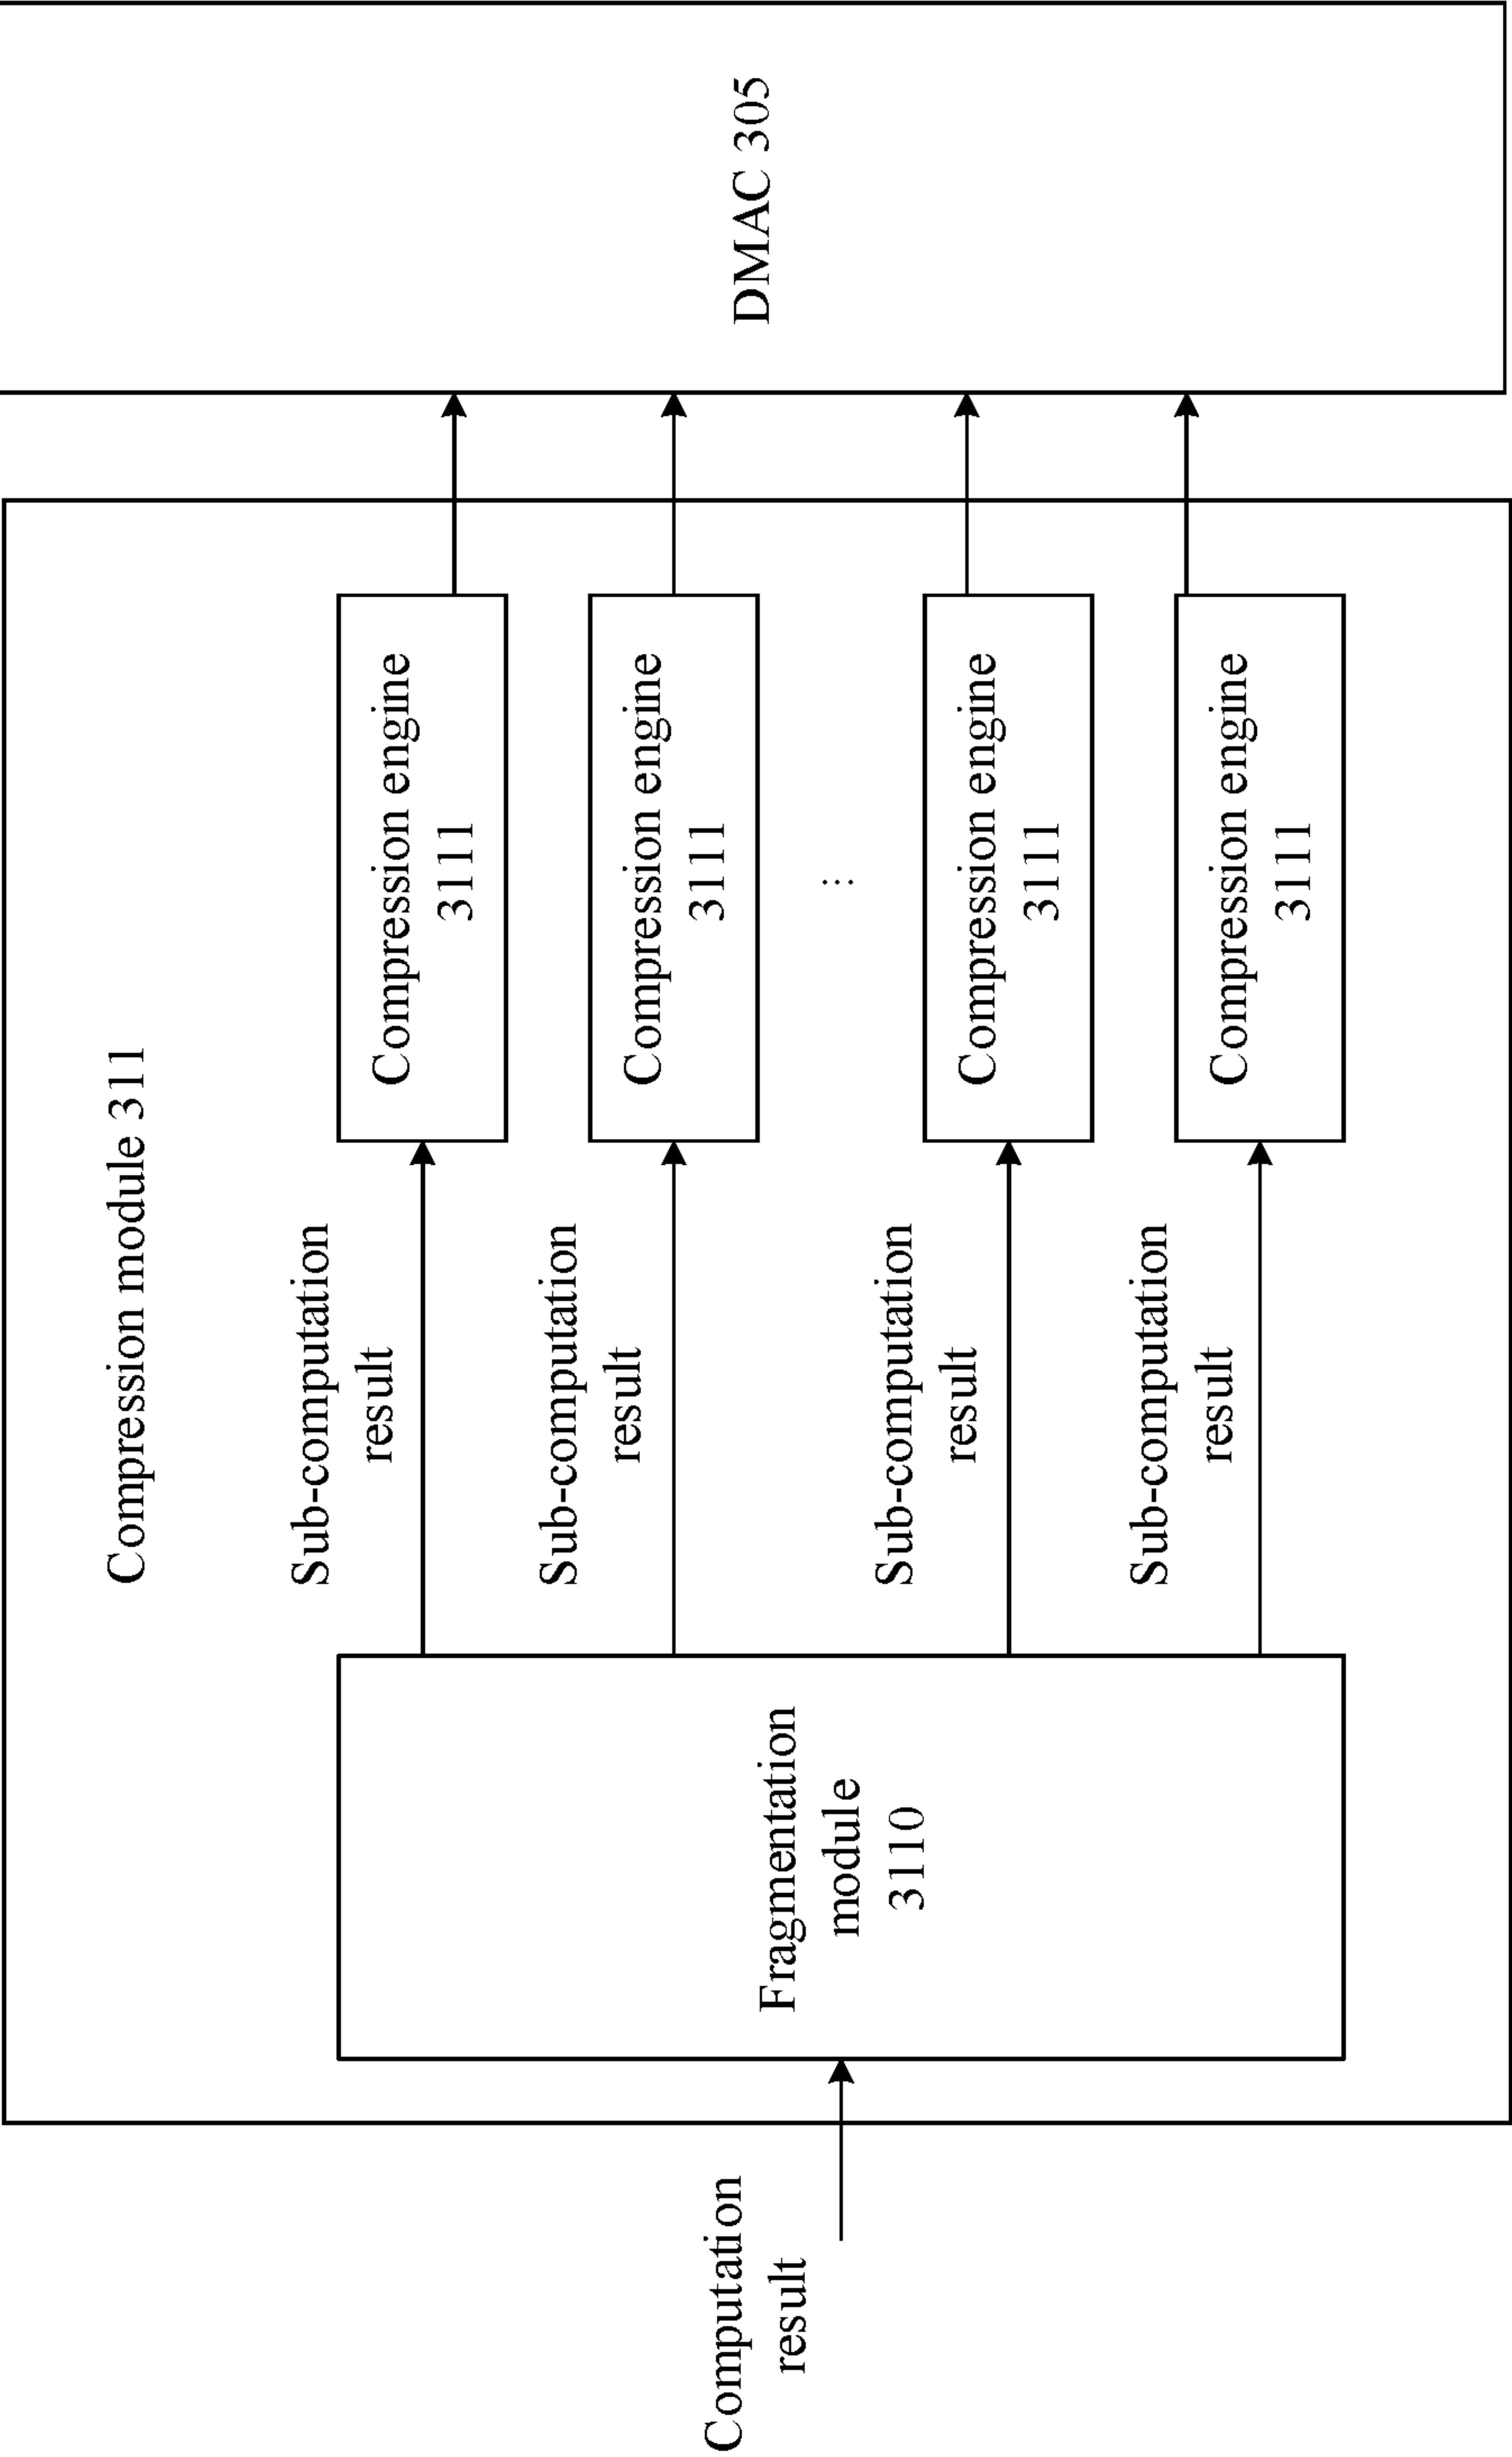 Compression module 311
Computation
result
Fragmentation
module
3110
Sub-computation
result
Sub-computation
result
Sub-computation
result
Sub-computation
result
Compression engine
3111
Compression engine
3111
...
Compression engine
3111
Compression engine
3111
DMAC 305